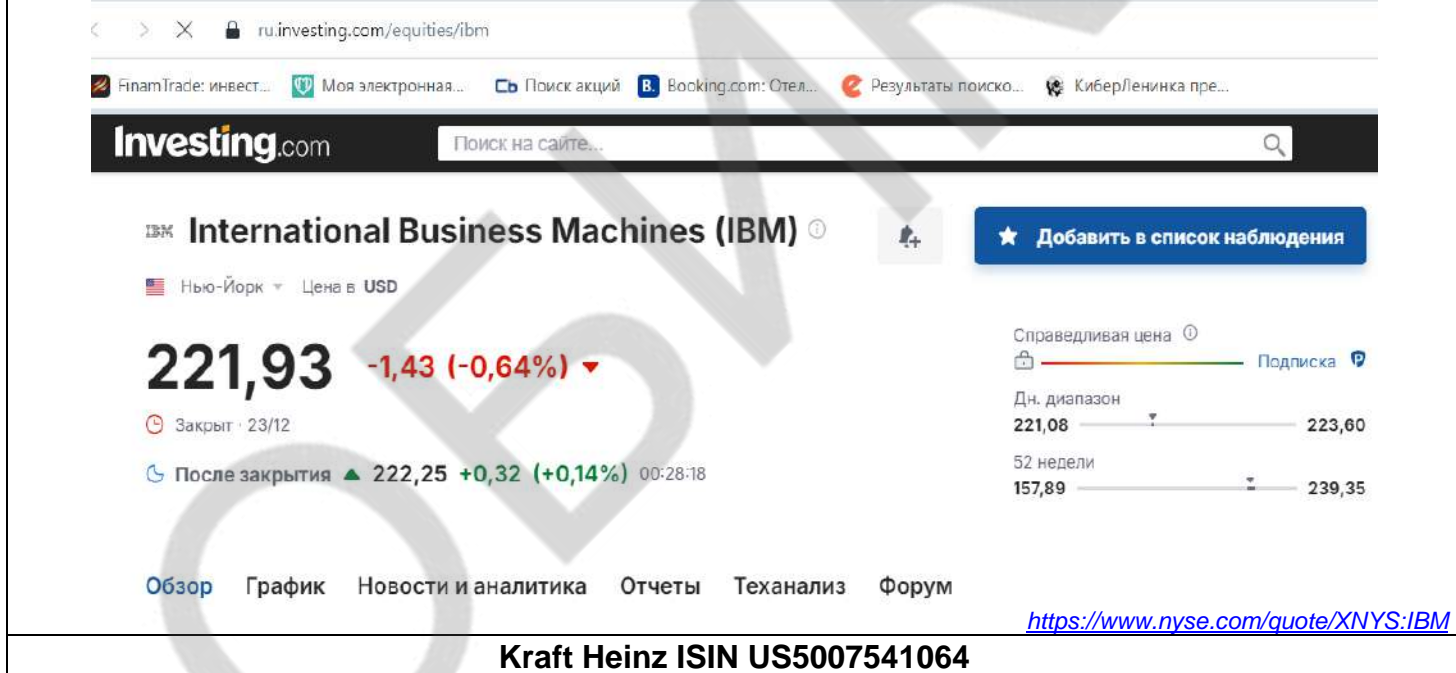 ru.investing.com/equities/ibm
FinamTrade: инвест... Моя электронная... Сь Поиск акций B. Booking.com: Отел... Результаты поиско... КиберЛенинка пре...
Investing.com Поиск на сайте...
IBM International Business Machines (IBM) Добавить в список наблюдения
Нью-Йорк Цена в USD
Справедливая цена
221,93 -1,43 (-0,64%) Подписка
Дн. диапазон
Закрыт · 23/12 221,08 223,60
52 недели
После закрытия 222,25 +0,32 (+0,14%) 00:28:18 157,89 239,35
Обзор График Новости и аналитика Отчеты Теханализ Форум
https://www.nyse.com/quote/XNYS:IBM
Kraft Heinz ISIN US5007541064